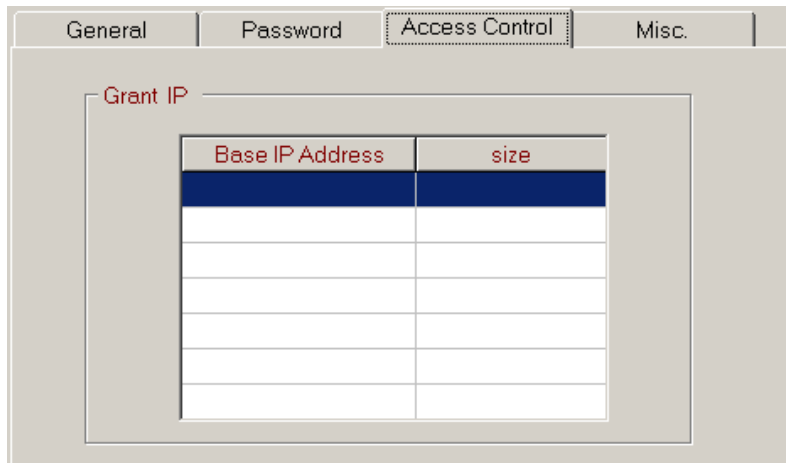 General Password Access Control Misc.
Grant IP
Base IP Address size